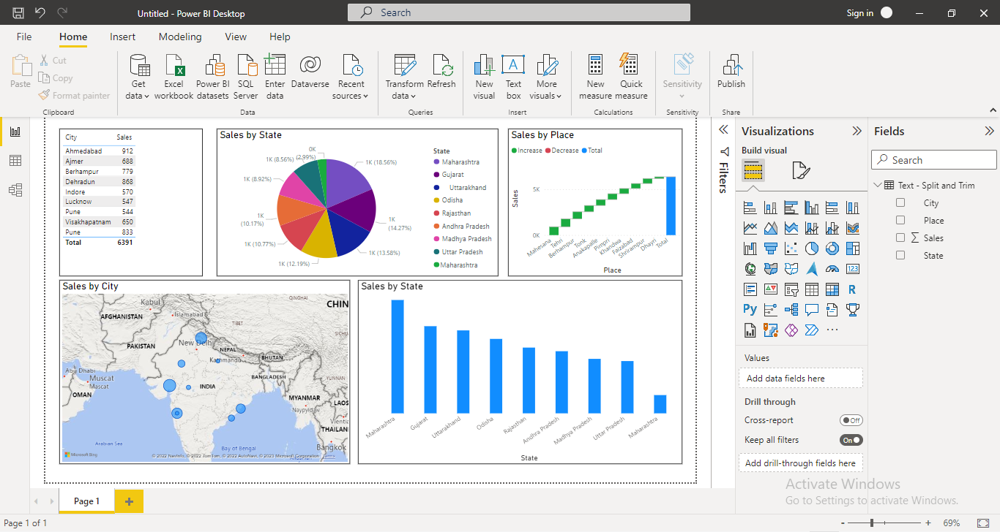 Untitled - Power BI Desktop
Search
Sign in
File Home Insert Modeling View Help
Paste
Cut
Copy
Format painter
Clipboard
Get data
Excel workbook
Power BI datasets
SQL Server
Enter data
Dataverse
Recent sources
Data
Transform data
Refresh
Queries
New visual
Text box
More visuals
Insert
New measure
Quick measure
Calculations
Sensitivity
Sensitivity
Publish
Share
City Sales
Ahmedabad 912
Ajmer 688
Berhampur 779
Dehradun 868
Indore 570
Lucknow 547
Pune 544
Visakhapatnam 650
Pune 833
Total 6391
Sales by State
0K
(2.99%)
1K (8.56%)
1K (8.92%)
1K
(10.17%)
1K (10.77%)
1K (12.19%)
1K (13.58%)
1K
(14.27%)
1K (18.56%)
State
Maharashtra
Gujarat
Uttarakhand
Odisha
Rajasthan
Andhra Pradesh
Madhya Pradesh
Uttar Pradesh
Maharashtra
Sales by Place
Increase Decrease Total
Sales
5K
0K
Mahesana
Tehri
Berhampur
Tonk
Anakapalle
Pimpri
Khandwa
Faizabad
Shrirampur
Dhayri
Total
Place
Sales by City
QINGHAI
Kabul
CHIN
AFGHANISTAN
Islamabad
TIBET
SICHU
PAKISTAN
New Delhi
NEPAL
Kathmandu
BHUTAN
Abu Dhabi
Muscat
Mascat
BANGLADESH
YUNNAN
OMAN
INDIA
MYANMAR
LAOS
Naypyidaw
Vientia
THAILAN
Arabian Sea
Bay of Bengal
Bangkok
Microsoft Bing
© 2022 NavInfo, © 2022 TomTom, © 2022 AutoNavi, © 2023 Microsoft Corporation Terms
Sales by State
Maharashtra
Gujarat
Uttarakhand
Odisha
Rajasthan
Andhra Pradesh
Madhya Pradesh
Uttar Pradesh
Maharashtra
State
Filters
Visualizations
Build visual
123
R
Py
Values
Add data fields here
Drill through
Cross-report Off
Keep all filters On
Add drill-through fields here
Fields
Search
Text - Split and Trim
City
Place
Sales
State
Activate Windows
Go to Settings to activate Windows.
Page 1
Page 1 of 1
69%